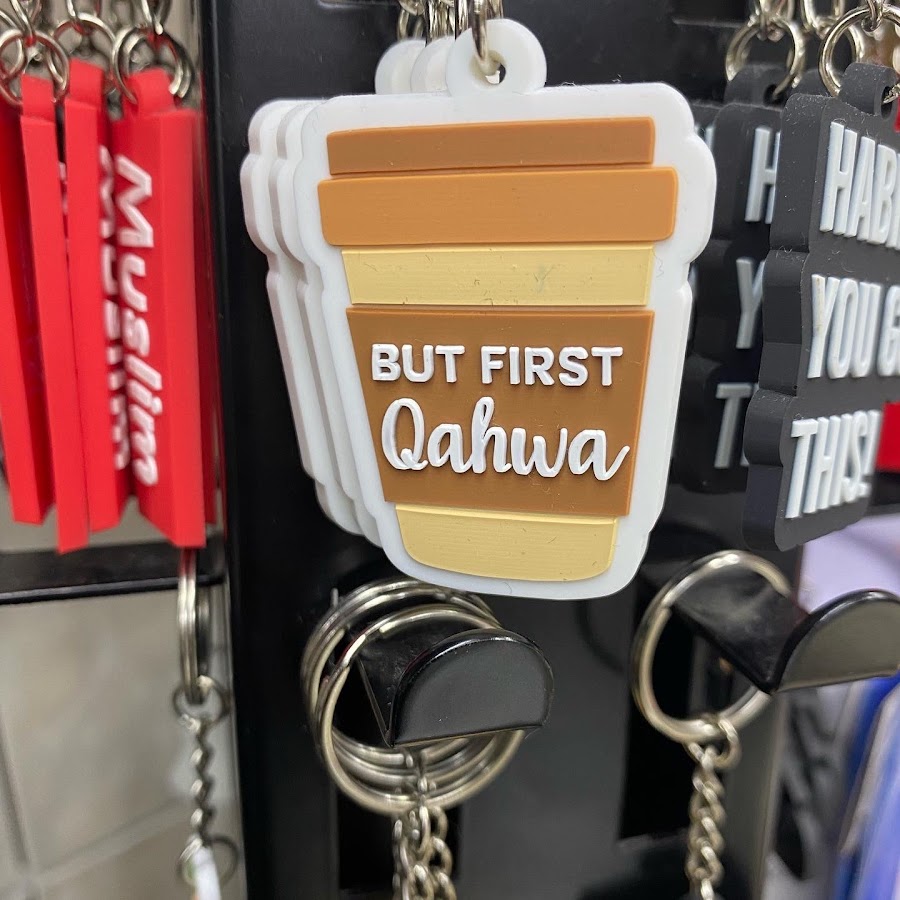 Muslim
BUT FIRST
Qahwa
HAB
YOU G
THIS!